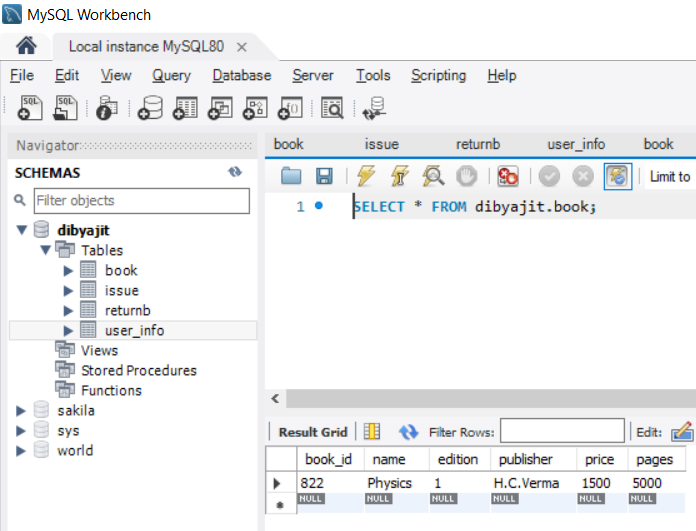 MySQL Workbench
Local instance MySQL80
File Edit View Query Database Server Tools Scripting Help
SQL SQL
Navigator
SCHEMAS
Filter objects
dibyajit
Tables
book
issue
returnb
user_info
Views
Stored Procedures
Functions
sakila
sys
world
book issue returnb user_info book
Limit to
1 SELECT * FROM dibyajit.book;
Result Grid Filter Rows: Edit:
book_id name edition publisher price pages
822 Physics 1 H.C.Verma 1500 5000
NULL NULL NULL NULL NULL NULL